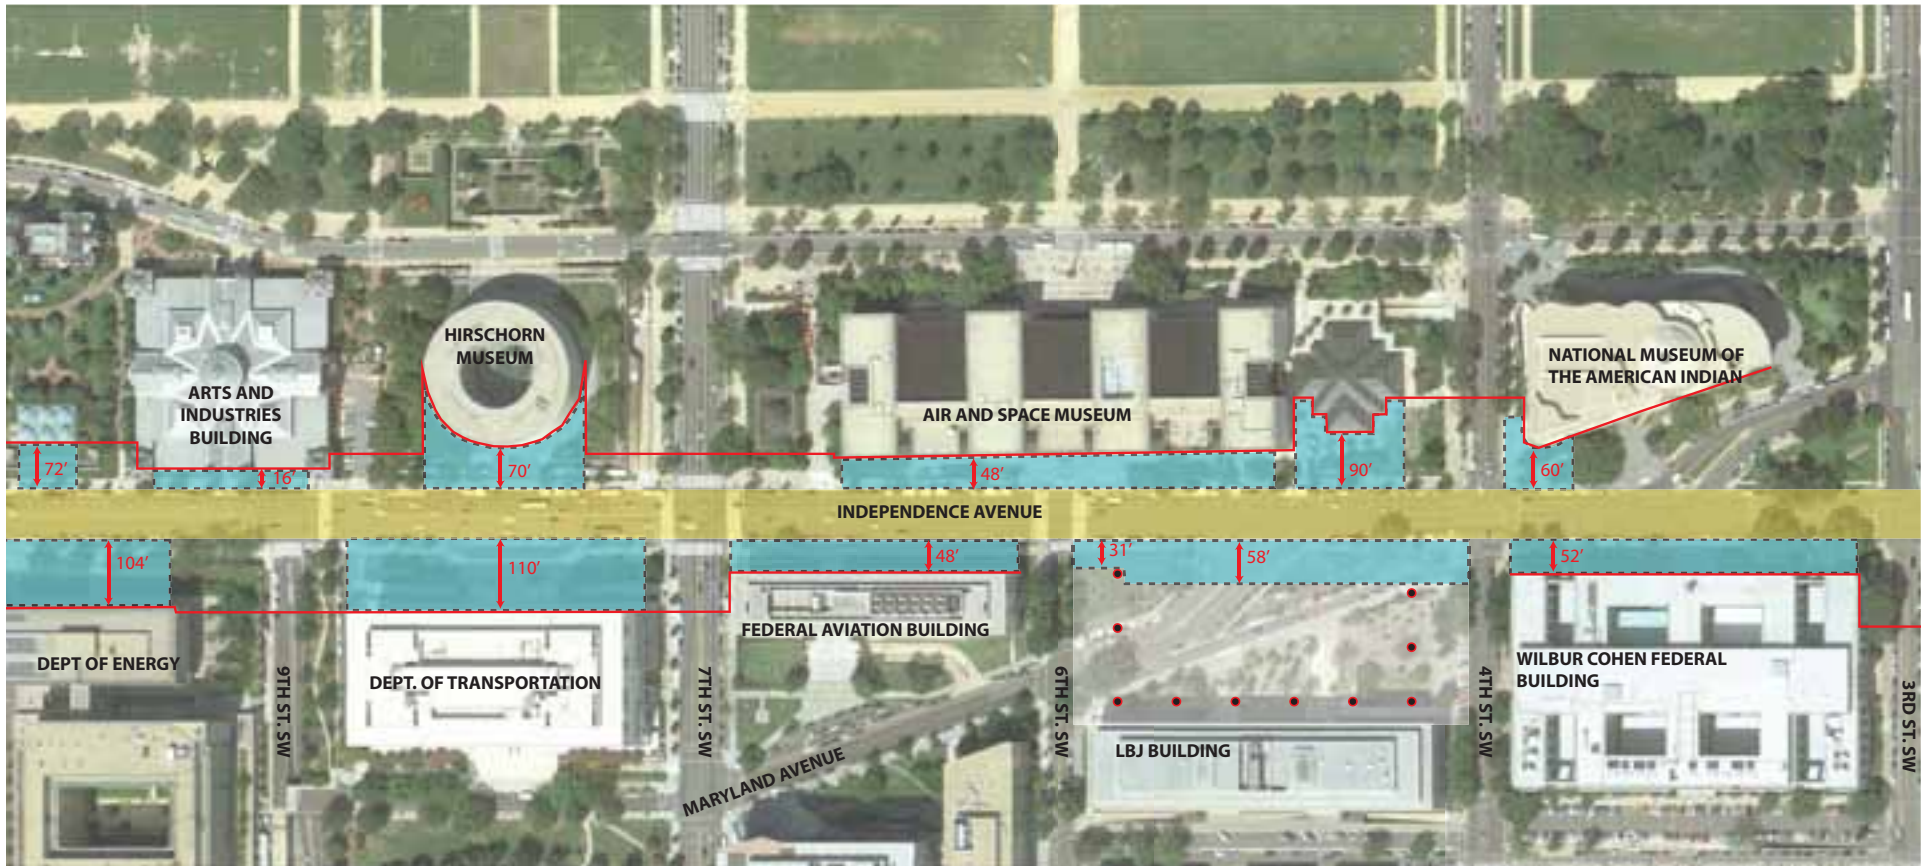 HIRSCHORN
MUSEUM
ARTS AND
INDUSTRIES
BUILDING
AIR AND SPACE MUSEUM
NATIONAL MUSEUM OF
THE AMERICAN INDIAN
72'
16'
70'
48'
90'
60'
INDEPENDENCE AVENUE
104'
110'
48'
31'
58'
52'
FEDERAL AVIATION BUILDING
DEPT OF ENERGY
DEPT. OF TRANSPORTATION
WILBUR COHEN FEDERAL
BUILDING
9TH ST. SW
7TH ST. SW
6TH ST. SW
4TH ST. SW
3RD ST. SW
MARYLAND AVENUE
LBJ BUILDING